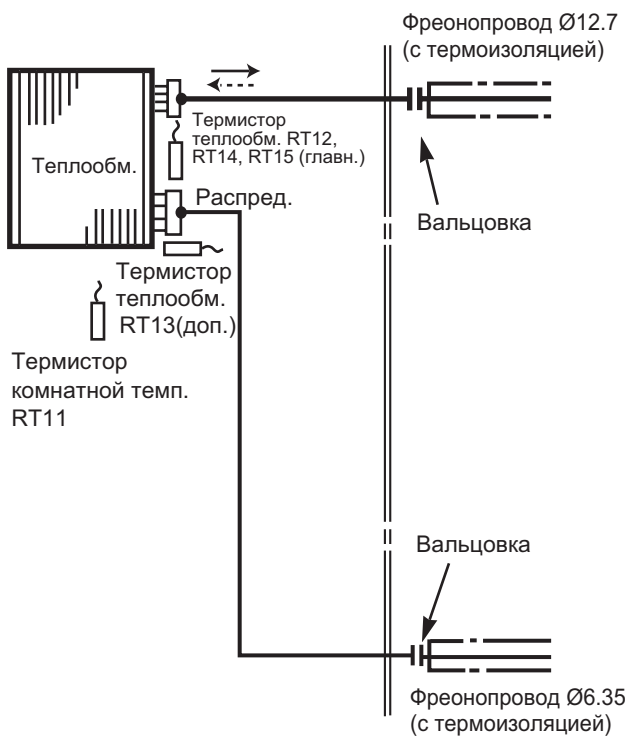 Фреонопровод Ø12.7
(с термоизоляцией)
Термистор
теплообм. RT12,
RT14, RT15 (главн.)
Теплообм.
Распред.
Вальцовка
Термистор
теплообм.
RT13(доп.)
Термистор
комнатной темп.
RT11
Вальцовка
Фреонопровод Ø6.35
(с термоизоляцией)